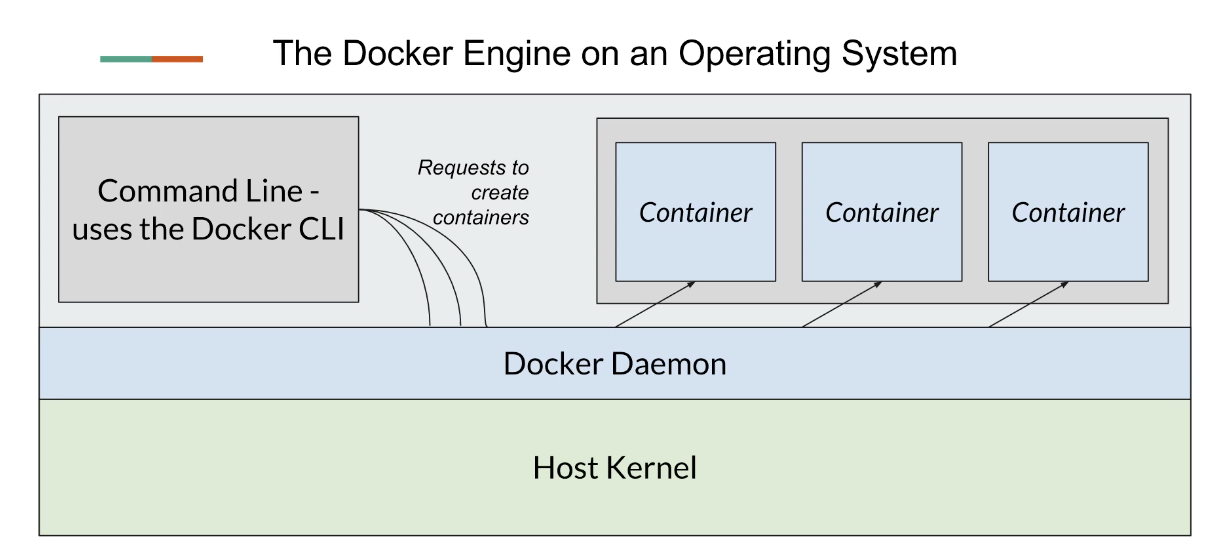 The Docker Engine on an Operating System
Command Line -
uses the Docker CLI
Requests to
create
containers
Container
Container
Container
Docker Daemon
Host Kernel